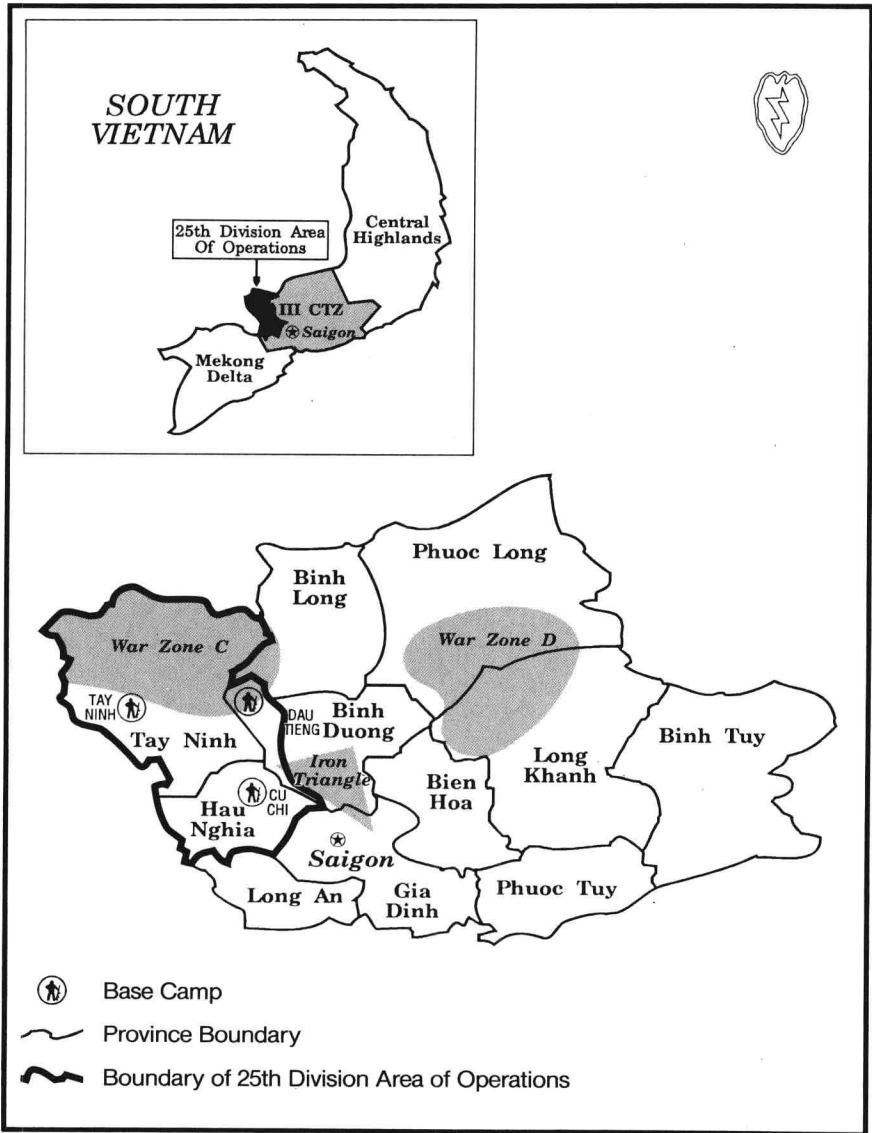 SOUTH
VIETNAM
25th Division Area
Of Operations
Central
Highlands
III CTZ
Saigon
Mekong
Delta
Phuoc Long
Binh
Long
War Zone C
War Zone D
TAY
NINH
DAU
TIENG
Binh
Duong
Tay Ninh
Binh Tuy
Iron
Triangle
Long
Khanh
Bien
Hoa
CU
CHI
Hau
Nghia
Saigon
Long An
Gia
Dinh
Phuoc Tuy
Base Camp
Province Boundary
Boundary of 25th Division Area of Operations